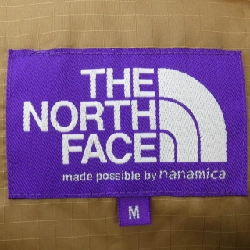 THE
NORTH
FACE
made possible by nanamica
M